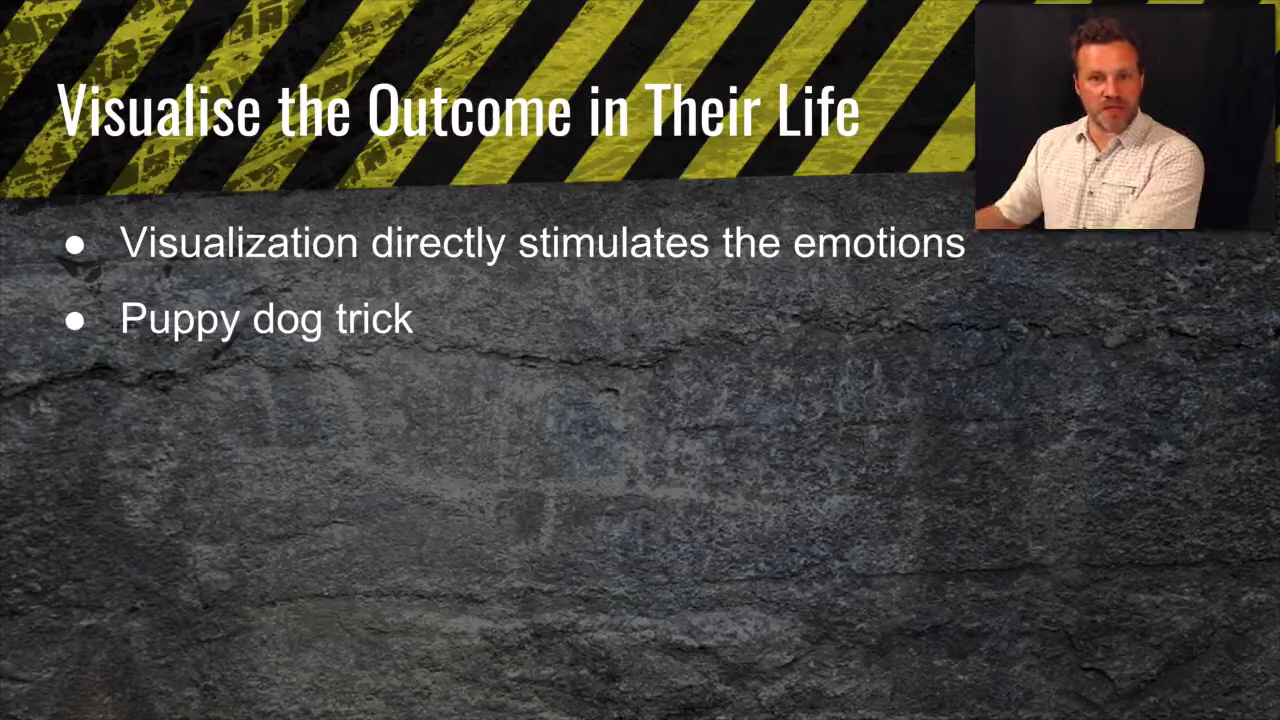 Visualise the Outcome in Their Life
● Visualization directly stimulates the emotions
● Puppy dog trick